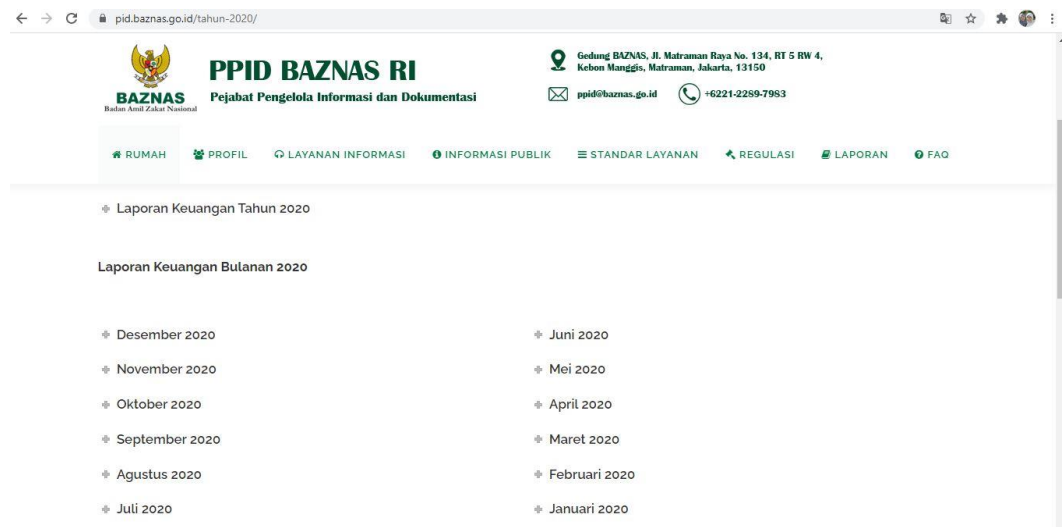 pid.baznas.go.id/tahun-2020/
BAZNAS
Badan Amil Zakat Nasional
PPID BAZNAS RI
Pejabat Pengelola Informasi dan Dokumentasi
Gedung BAZNAS, Jl. Matraman Raya No. 134, RT 5 RW 4,
Kebon Manggis, Matraman, Jakarta, 13150
ppid@baznas.go.id +6221-2289-7983
RUMAH PROFIL LAYANAN INFORMASI INFORMASI PUBLIK STANDAR LAYANAN REGULASI LAPORAN FAQ
Laporan Keuangan Tahun 2020
Laporan Keuangan Bulanan 2020
Desember 2020
November 2020
Oktober 2020
September 2020
Agustus 2020
Juli 2020
Juni 2020
Mei 2020
April 2020
Maret 2020
Februari 2020
Januari 2020